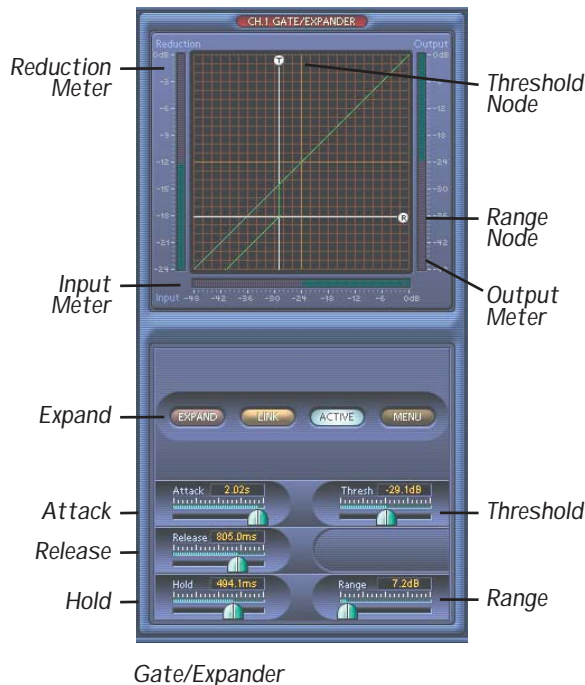 CH.1 GATE/EXPANDER
Reduction
Output
Reduction
Meter
Threshold
Node
Range
Node
Input
Meter
Output
Meter
0dB
-3
-6
-9
-12
-15
-18
-21
-24
T
R
-30
-36
-42
Input -48 -42 -36 -30 -24 -18 -12 -6 0dB
Expand
EXPAND LINK ACTIVE MENU
Attack
Attack 2.02s
Thresh -29.1dB
Threshold
Release
Release 805.0ms
Hold
Hold 494.1ms
Range 7.2dB
Range
Gate/Expander